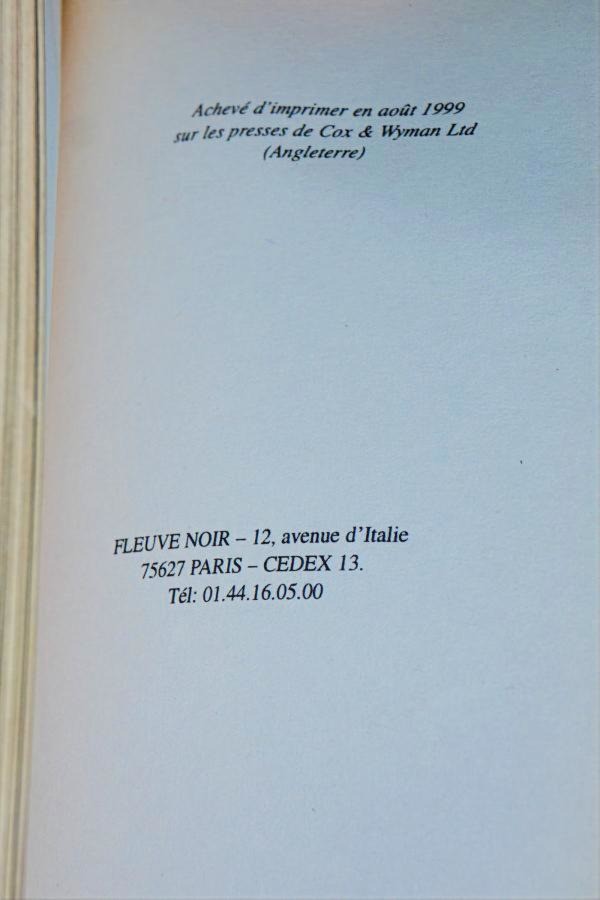 Achevé d'imprimer en août 1999
sur les presses de Cox & Wyman Ltd
(Angleterre)
FLEUVE NOIR – 12, avenue d'Italie
75627 PARIS – CEDEX 13.
Tél: 01.44.16.05.00